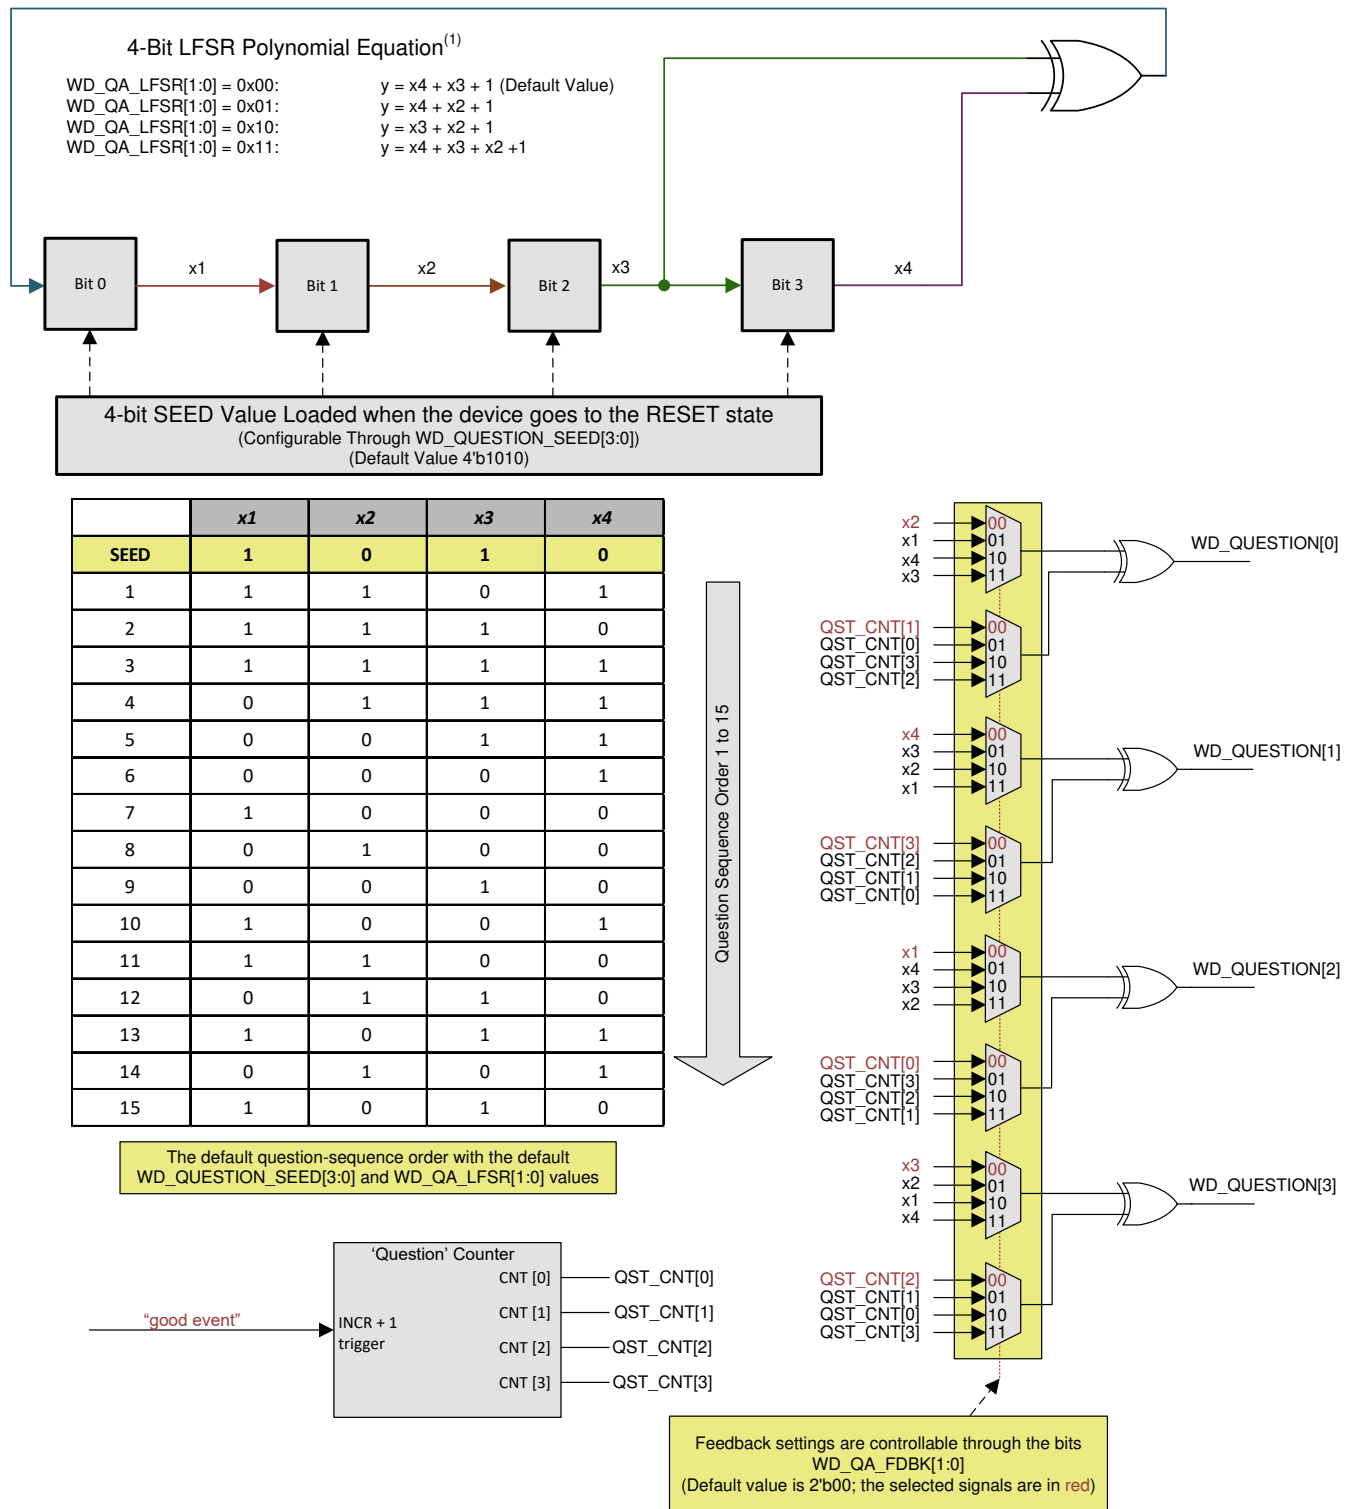 4-Bit LFSR Polynomial Equation(1)
WD_QA_LFSR[1:0] = 0x00: y = x4 + x3 + 1 (Default Value)
WD_QA_LFSR[1:0] = 0x01: y = x4 + x2 + 1
WD_QA_LFSR[1:0] = 0x10: y = x3 + x2 + 1
WD_QA_LFSR[1:0] = 0x11: y = x4 + x3 + x2 +1
Bit 0 x1 Bit 1 x2 Bit 2 x3 Bit 3 x4
4-bit SEED Value Loaded when the device goes to the RESET state
(Configurable Through WD_QUESTION_SEED[3:0])
(Default Value 4'b1010)
x1 x2 x3 x4
SEED 1 0 1 0
1 1 1 0 1
2 1 1 1 0
3 1 1 1 1
4 0 1 1 1
5 0 0 1 1
6 0 0 0 1
7 1 0 0 0
8 0 1 0 0
9 0 0 1 0
10 1 0 0 1
11 1 1 0 0
12 0 1 1 0
13 1 0 1 1
14 0 1 0 1
15 1 0 1 0
Question Sequence Order 1 to 15
The default question-sequence order with the default
WD_QUESTION_SEED[3:0] and WD_QA_LFSR[1:0] values
'Question' Counter
"good event"
INCR + 1
trigger
CNT [0] QST_CNT[0]
CNT [1] QST_CNT[1]
CNT [2] QST_CNT[2]
CNT [3] QST_CNT[3]
x2 00
x1 01
x4 10
x3 11
WD_QUESTION[0]
QST_CNT[1] 00
QST_CNT[0] 01
QST_CNT[3] 10
QST_CNT[2] 11
x4 00
x3 01
x2 10
x1 11
WD_QUESTION[1]
QST_CNT[3] 00
QST_CNT[2] 01
QST_CNT[1] 10
QST_CNT[0] 11
x1 00
x4 01
x3 10
x2 11
WD_QUESTION[2]
QST_CNT[0] 00
QST_CNT[3] 01
QST_CNT[2] 10
QST_CNT[1] 11
x3 00
x2 01
x1 10
x4 11
WD_QUESTION[3]
QST_CNT[2] 00
QST_CNT[1] 01
QST_CNT[0] 10
QST_CNT[3] 11
Feedback settings are controllable through the bits
WD_QA_FDBK[1:0]
(Default value is 2'b00; the selected signals are in red)